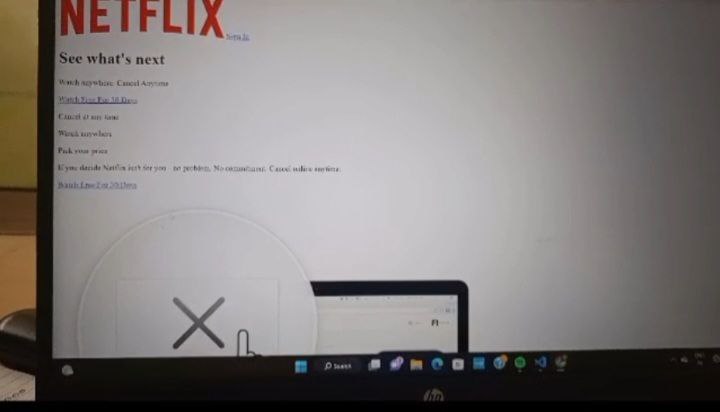 NETFLIX
Sign In
See what's next
Watch anywhere. Cancel Anytime
Watch Free For 30 Days
Cancel at any time
Watch anywhere
Pick your price
If you decide Netflix isn't for you - no problem. No commitment. Cancel online anytime.
Watch Free For 30 Days
Search
hp